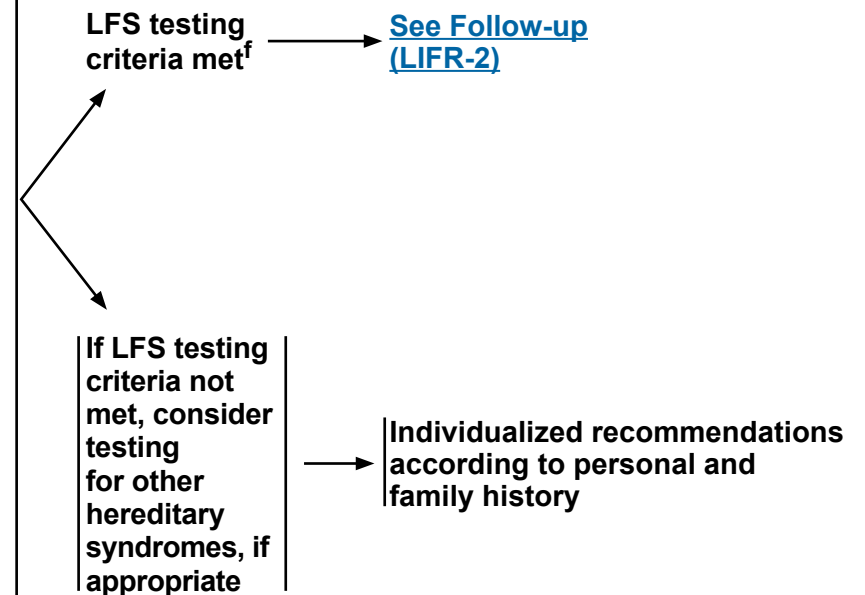 LFS testing
criteria metf
See Follow-up
(LIFR-2)
If LFS testing
criteria not
met, consider
testing
for other
hereditary
syndromes, if
appropriate
Individualized recommendations
according to personal and
family history